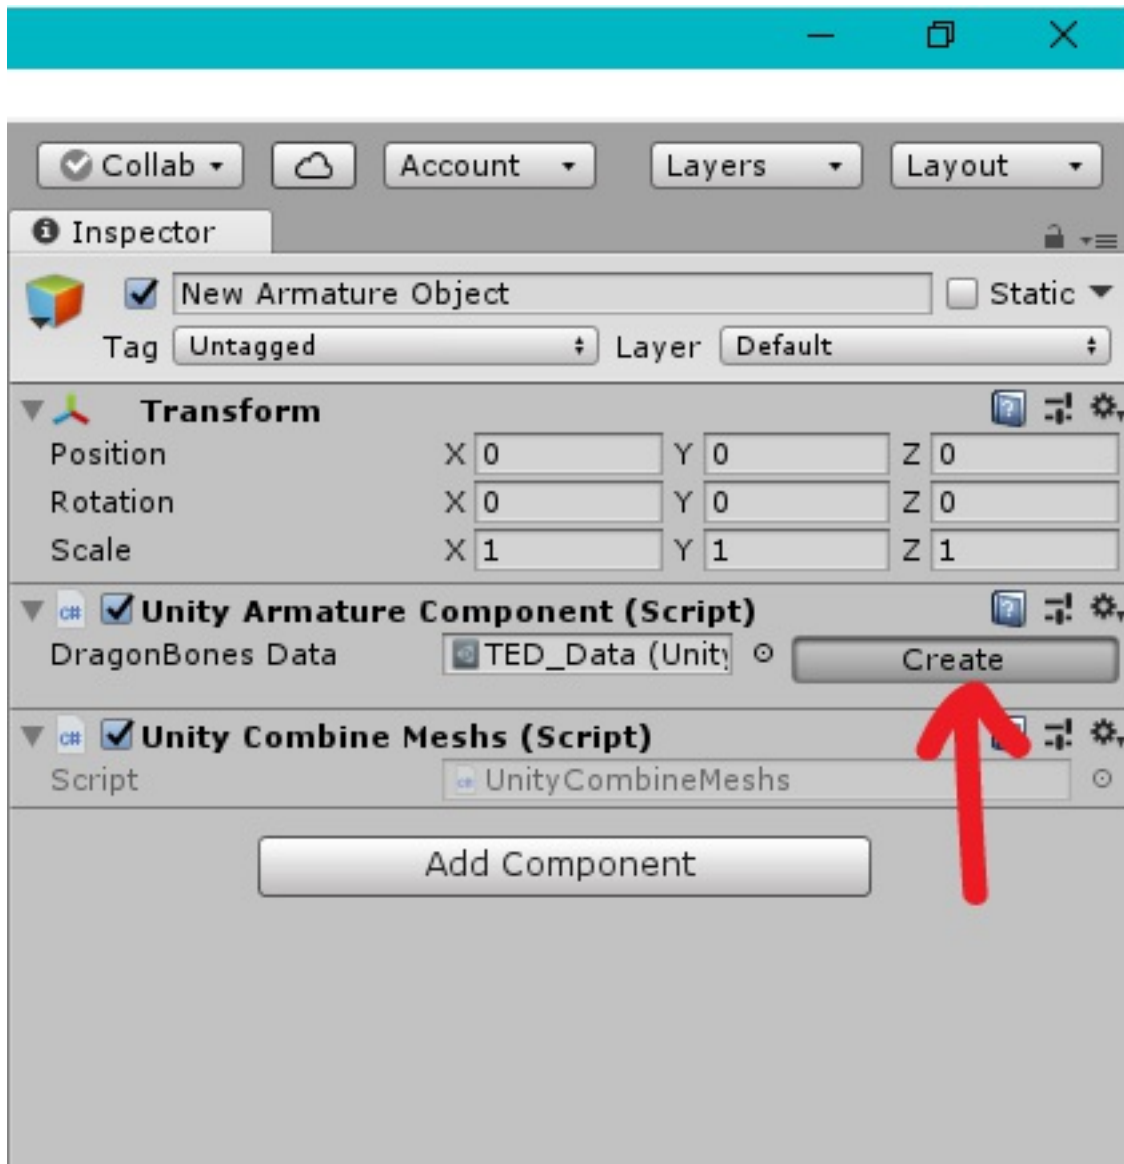 Collab Account Layers Layout
Inspector
New Armature Object Static
Tag Untagged Layer Default
Transform
Position X 0 Y 0 Z 0
Rotation X 0 Y 0 Z 0
Scale X 1 Y 1 Z 1
c# Unity Armature Component (Script)
DragonBones Data TED_Data (Unity Create
c# Unity Combine Meshs (Script)
Script c# UnityCombineMeshs
Add Component